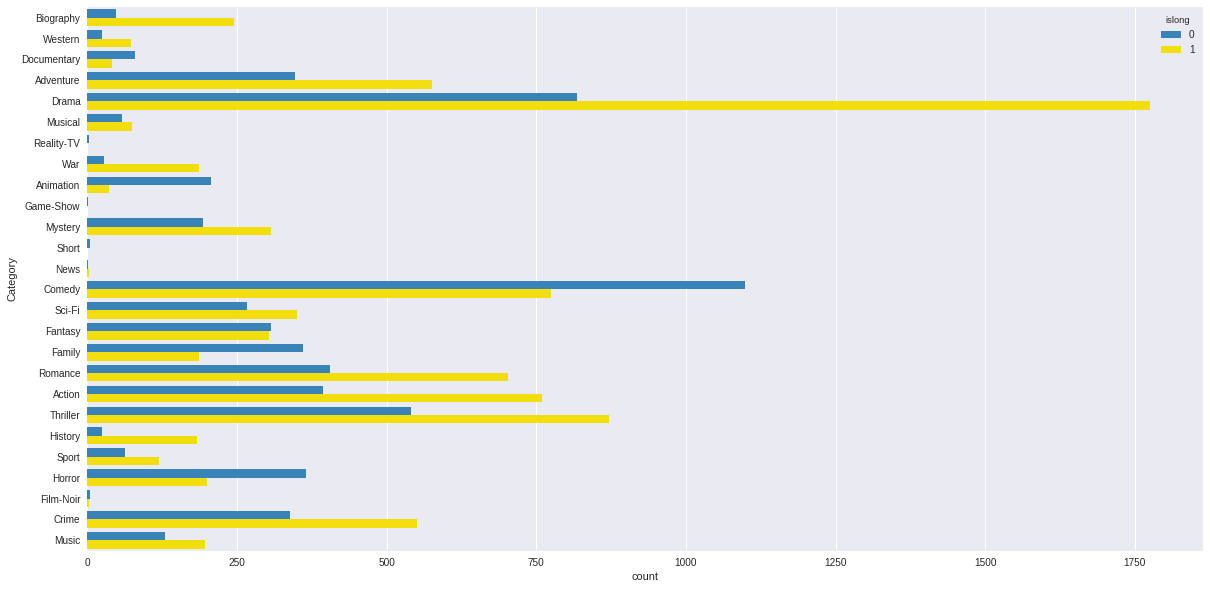 islong
0
1
Category
Biography
Western
Documentary
Adventure
Drama
Musical
Reality-TV
War
Animation
Game-Show
Mystery
Short
News
Comedy
Sci-Fi
Fantasy
Family
Romance
Action
Thriller
History
Sport
Horror
Film-Noir
Crime
Music
0 250 500 750 1000 1250 1500 1750
count